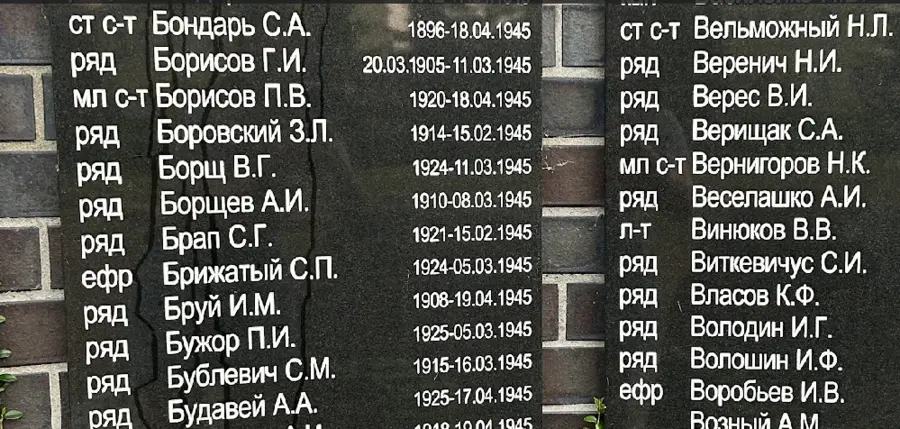 ст с-т Бондарь С.А. 1896-18.04.1945
ряд Борисов Г.И. 20.03.1905-11.03.1945
мл с-т Борисов П.В. 1920-18.04.1945
ряд Боровский З.Л. 1914-15.02.1945
ряд Борщ В.Г. 1924-11.03.1945
ряд Борщев А.И. 1910-08.03.1945
ряд Брап С.Г. 1921-15.02.1945
ефр Брижатый С.П. 1924-05.03.1945
ряд Бруй И.М. 1908-19.04.1945
ряд Бужор П.И. 1925-05.03.1945
ряд Бублевич С.М. 1915-16.03.1945
ряд Будавей А.А. 1925-17.04.1945
ст с-т Вельможный Н.Л.
ряд Веренич Н.И.
ряд Верес В.И.
ряд Верищак С.А.
мл с-т Вернигоров Н.К.
ряд Веселашко А.И.
л-т Винюков В.В.
ряд Виткевичус С.И.
ряд Власов К.Ф.
ряд Володин И.Г.
ряд Волошин И.Ф.
ефр Воробьев И.В.
Возный А.М